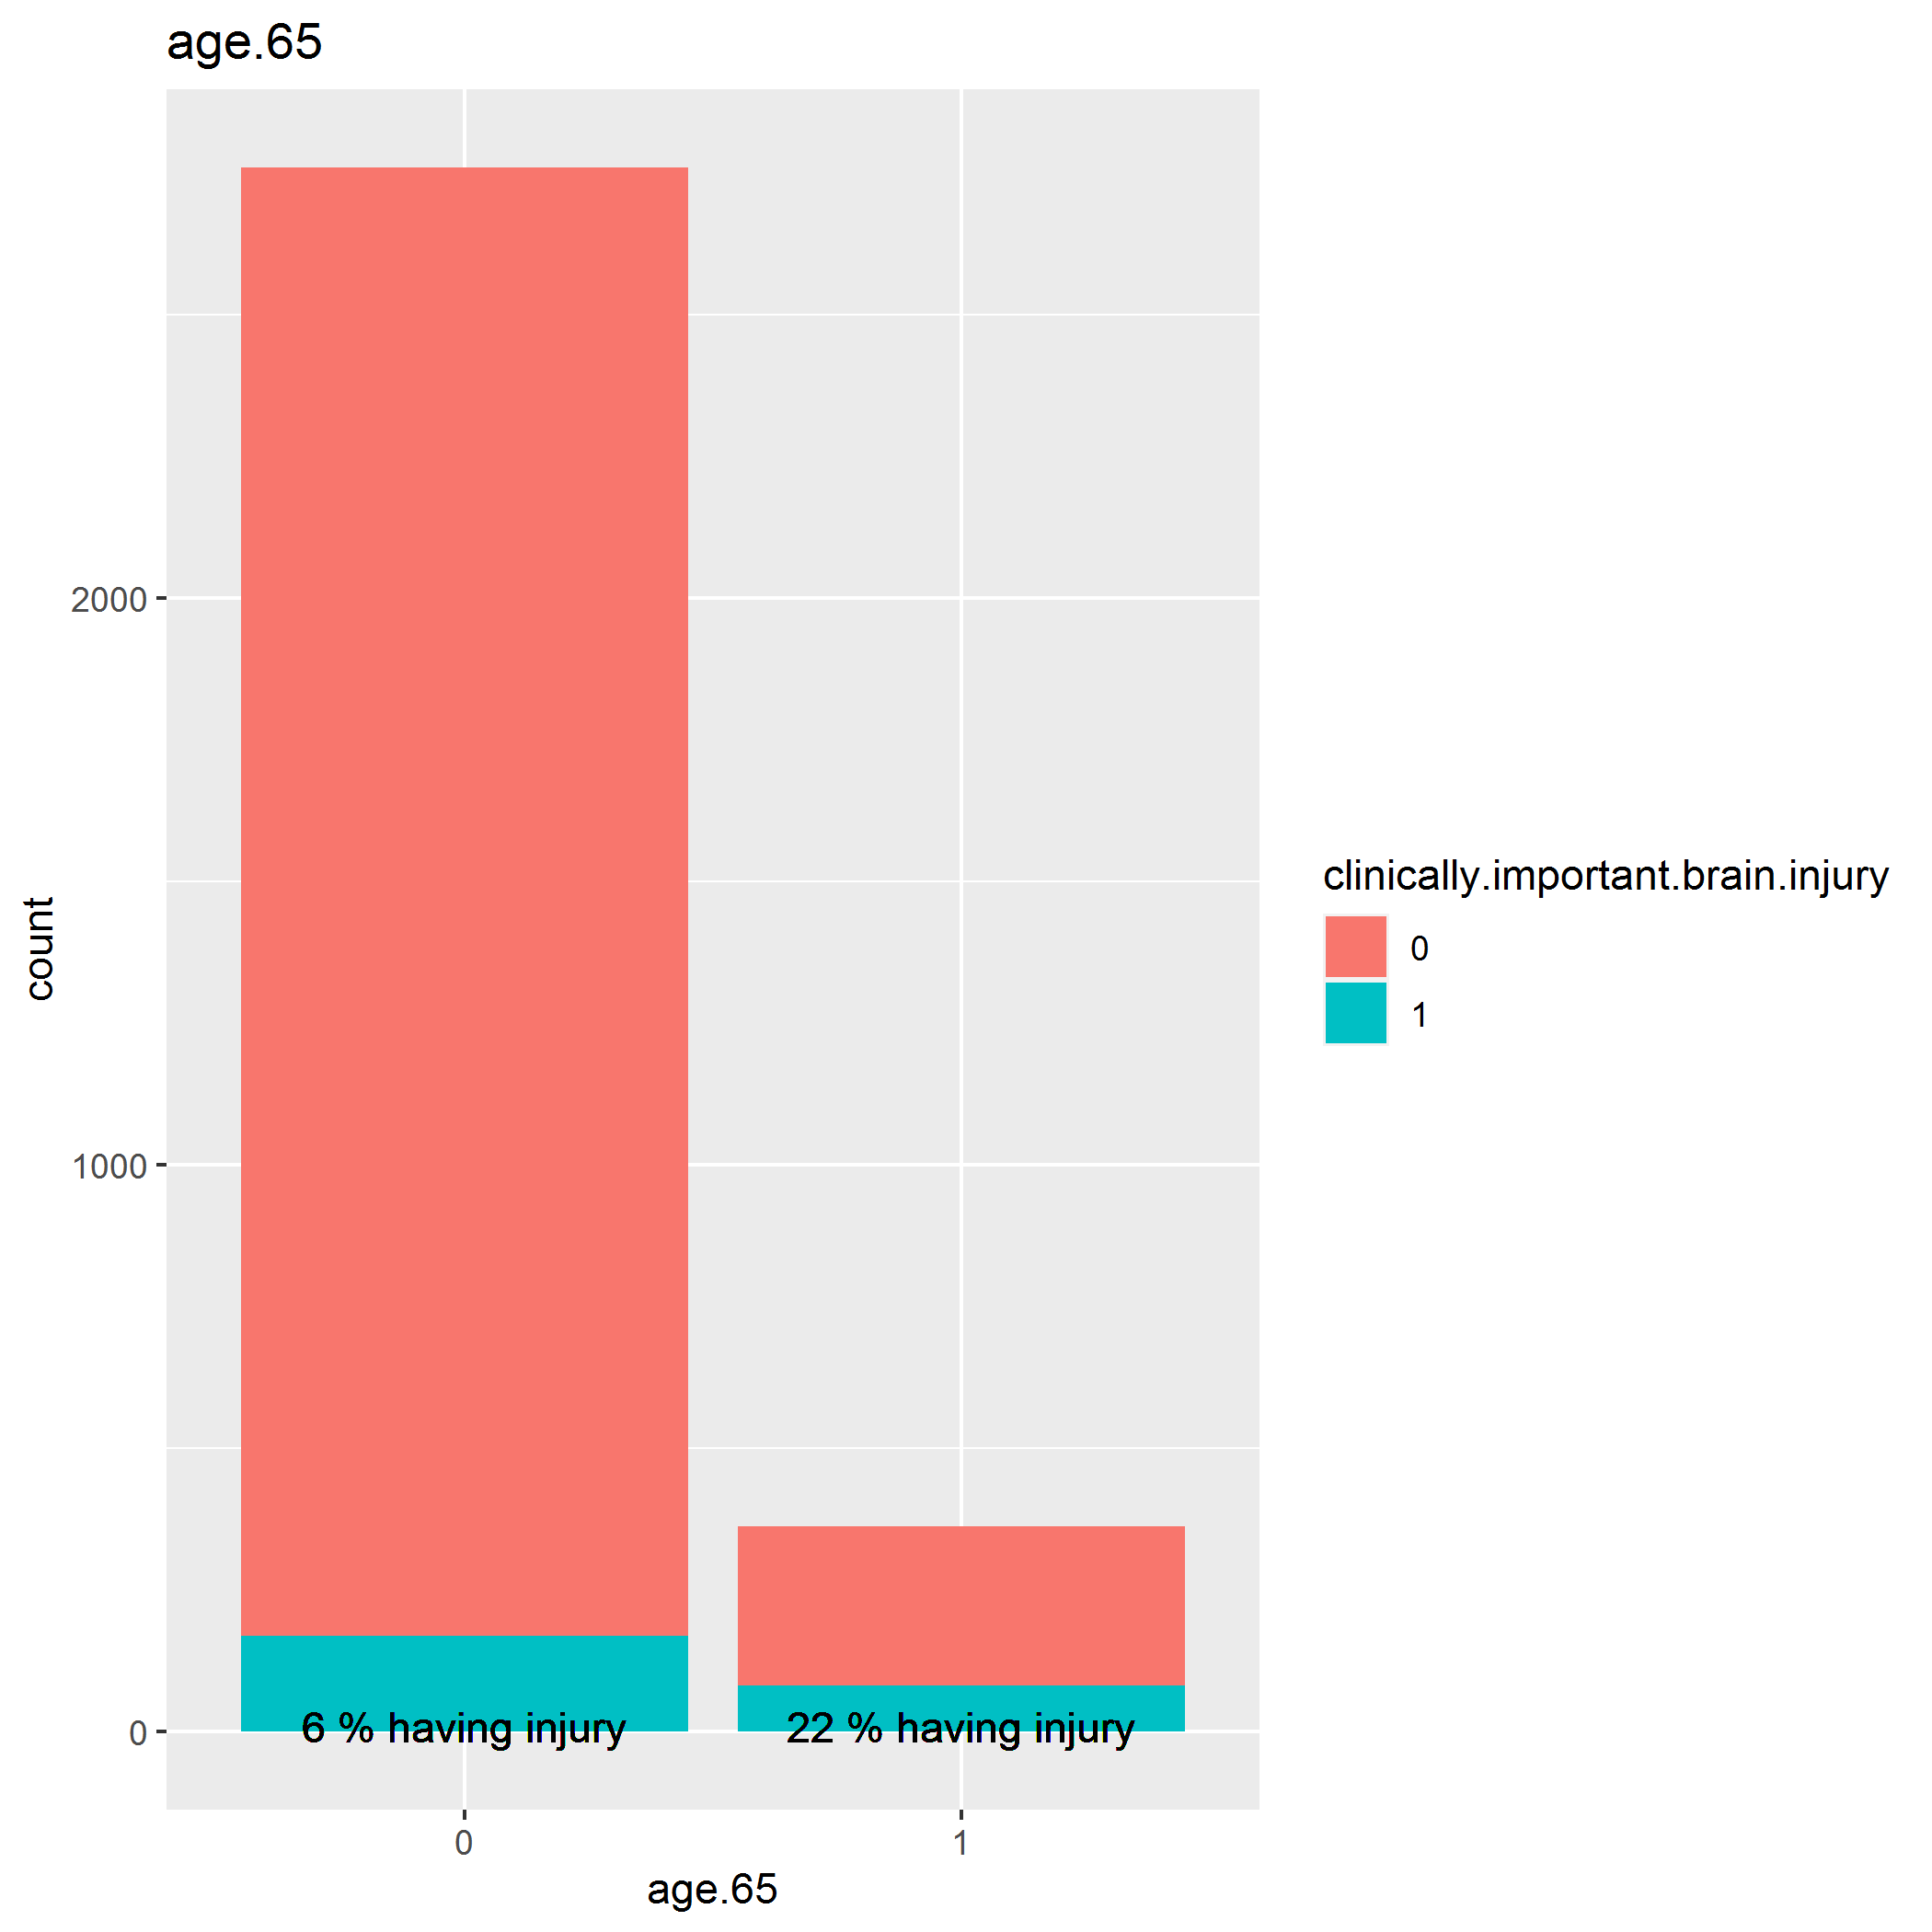 age.65
count
2000
1000
0
6 % having injury
22 % having injury
0
1
age.65
clinically.important.brain.injury
0
1